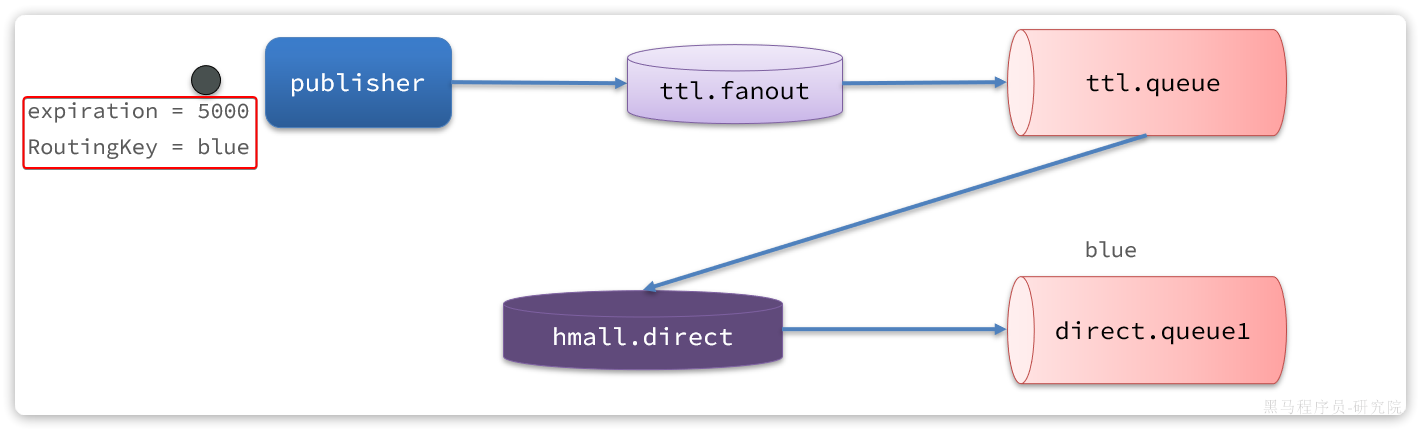 publisher
ttl.fanout
ttl.queue
expiration = 5000
RoutingKey = blue
blue
hmall.direct
direct.queue1
黑马程序员-研究院